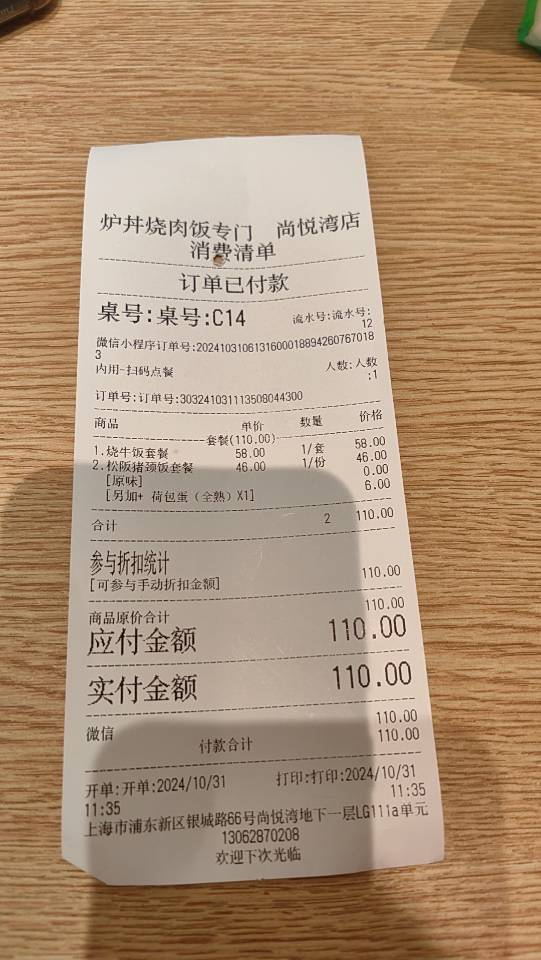 炉丼烧肉饭专门 尚悦湾店
消费清单
订单已付款
桌号:桌号:C14 流水号:流水号:
12
微信小程序订单号:2024103106131600018894260767018
3
内用-扫码点餐 人数:人数
:1
订单号:订单号:303241031113508044300
商品 单价 数量 价格
套餐(110.00)
1.烧牛饭套餐 58.00 1/套 58.00
2.松阪猪颈饭套餐 46.00 1/份 46.00
[原味] 0.00
[另加+ 荷包蛋（全熟）X1] 6.00
合计 2 110.00
参与折扣统计
[可参与手动折扣金额] 110.00
商品原价合计 110.00
应付金额 110.00
实付金额 110.00
微信 110.00
付款合计 110.00
开单:开单:2024/10/31 打印:打印:2024/10/31
11:35 11:35
上海市浦东新区银城路66号尚悦湾地下一层LG111a单元
13062870208
欢迎下次光临